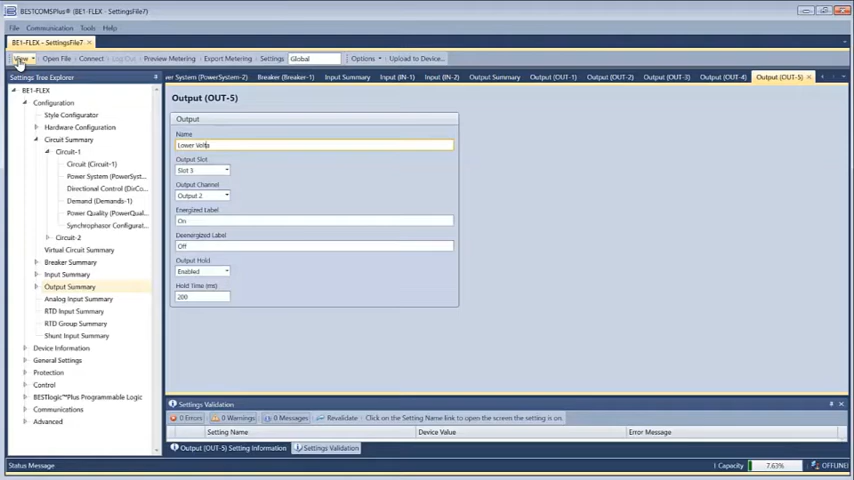 BESTCOMSPlus® (BE1-FLEX - SettingsFile7)
File Communication Tools Help
BE1-FLEX - SettingsFile7
View Open File Connect Log Out Preview Metering Export Metering Settings Global Options Upload to Device...
Settings Tree Explorer
ver System (PowerSystem-2) Breaker (Breaker-1) Input Summary Input (IN-1) Input (IN-2) Output Summary Output (OUT-1) Output (OUT-2) Output (OUT-3) Output (OUT-4) Output (OUT-5)
BE1-FLEX
Configuration
Style Configurator
Hardware Configuration
Circuit Summary
Circuit-1
Circuit (Circuit-1)
Power System (PowerSyst...
Directional Control (DirCo...
Demand (Demands-1)
Power Quality (PowerQual...
Synchrophasor Configurat...
Circuit-2
Virtual Circuit Summary
Breaker Summary
Input Summary
Output Summary
Analog Input Summary
RTD Input Summary
RTD Group Summary
Shunt Input Summary
Device Information
General Settings
Protection
Control
BESTlogic™Plus Programmable Logic
Communications
Advanced
Output (OUT-5)
Output
Name
Lower Volts
Output Slot
Slot 3
Output Channel
Output 2
Energized Label
On
Deenergized Label
Off
Output Hold
Enabled
Hold Time (ms)
200
Settings Validation
0 Errors 0 Warnings 0 Messages Revalidate Click on the Setting Name link to open the screen the setting is on.
Setting Name Device Value Error Message
Output (OUT-5) Setting Information Settings Validation
Status Message Capacity 7.63% OFFLINE